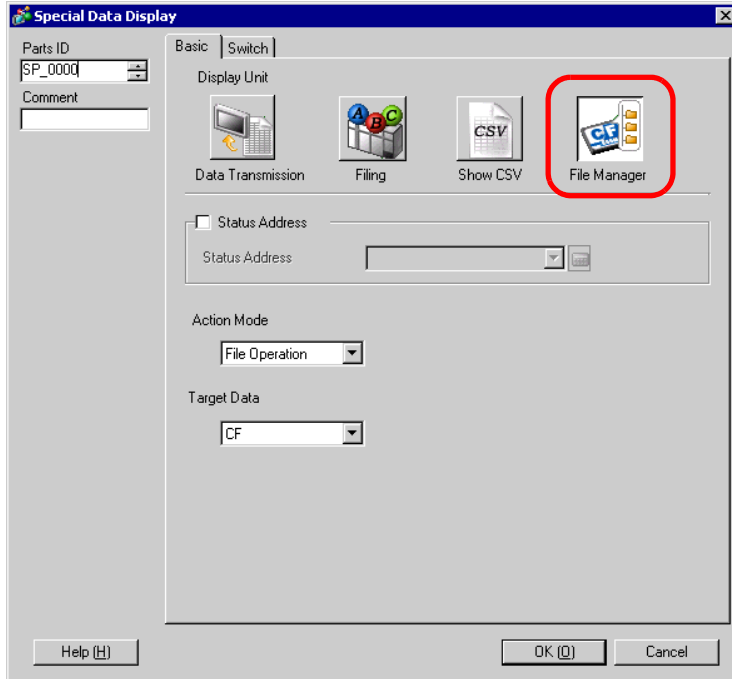 Special Data Display
Parts ID
SP_0000
Comment
Basic
Switch
Display Unit
A B C
CSV
CF
Data Transmission
Filing
Show CSV
File Manager
Status Address
Status Address
Action Mode
File Operation
Target Data
CF
Help (H)
OK (O)
Cancel